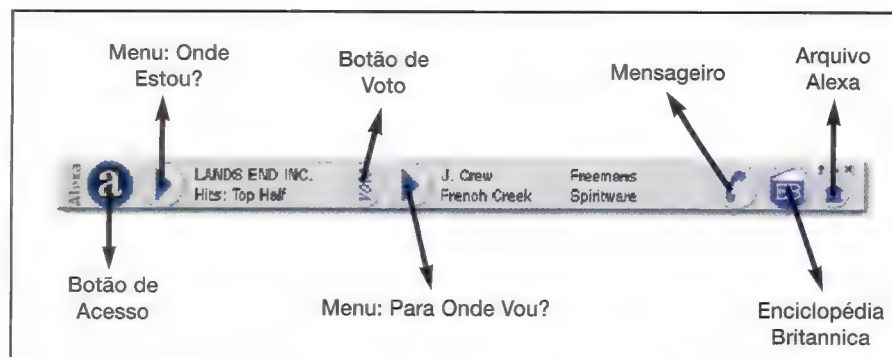 Menu: Onde
Estou?
Botão de
Voto
Mensageiro
Arquivo
Alexa
Alexa
a
LANDS END INC.
Hits: Top Half
Vote
J. Crew
Freemans
French Creek
Spiritware
EB
? - ×
Botão de
Acesso
Menu: Para Onde Vou?
Enciclopédia
Britannica